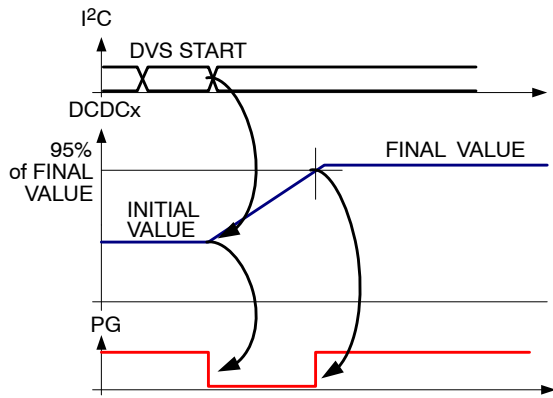 I²C
DVS START
DCDCx
95%
of FINAL
VALUE
FINAL VALUE
INITIAL
VALUE
PG